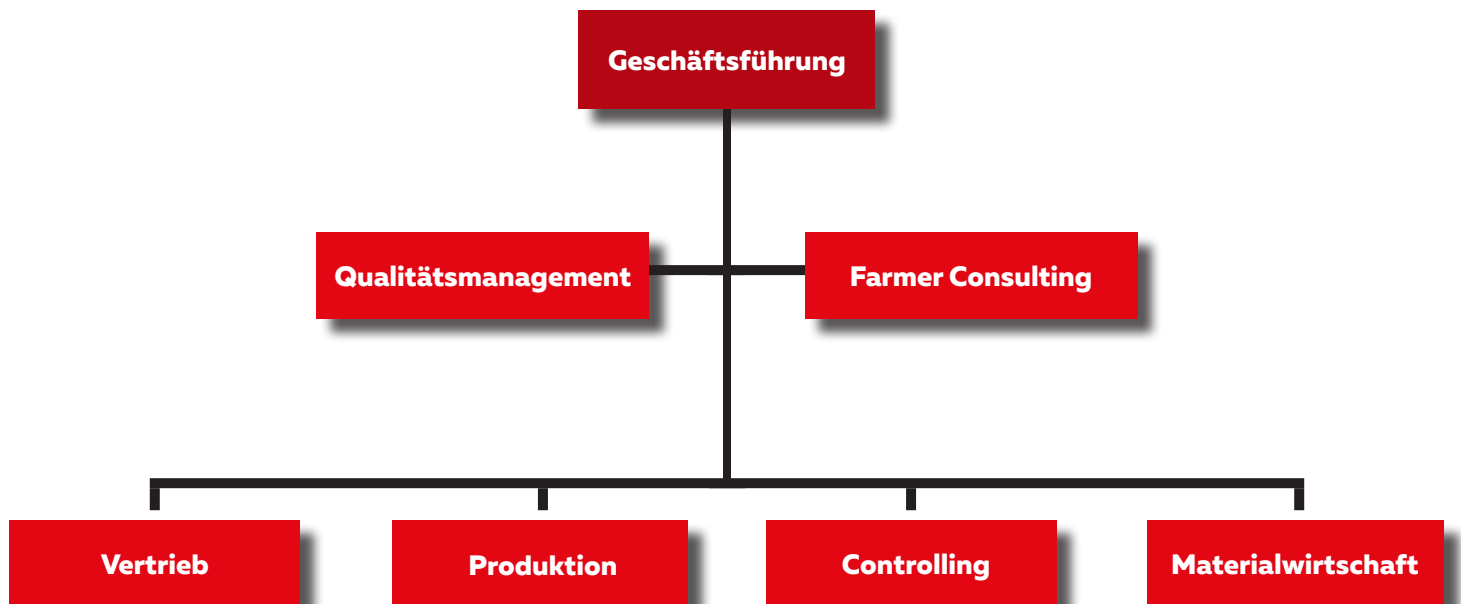 Geschäftsführung
Qualitätsmanagement
Farmer Consulting
Vertrieb
Produktion
Controlling
Materialwirtschaft